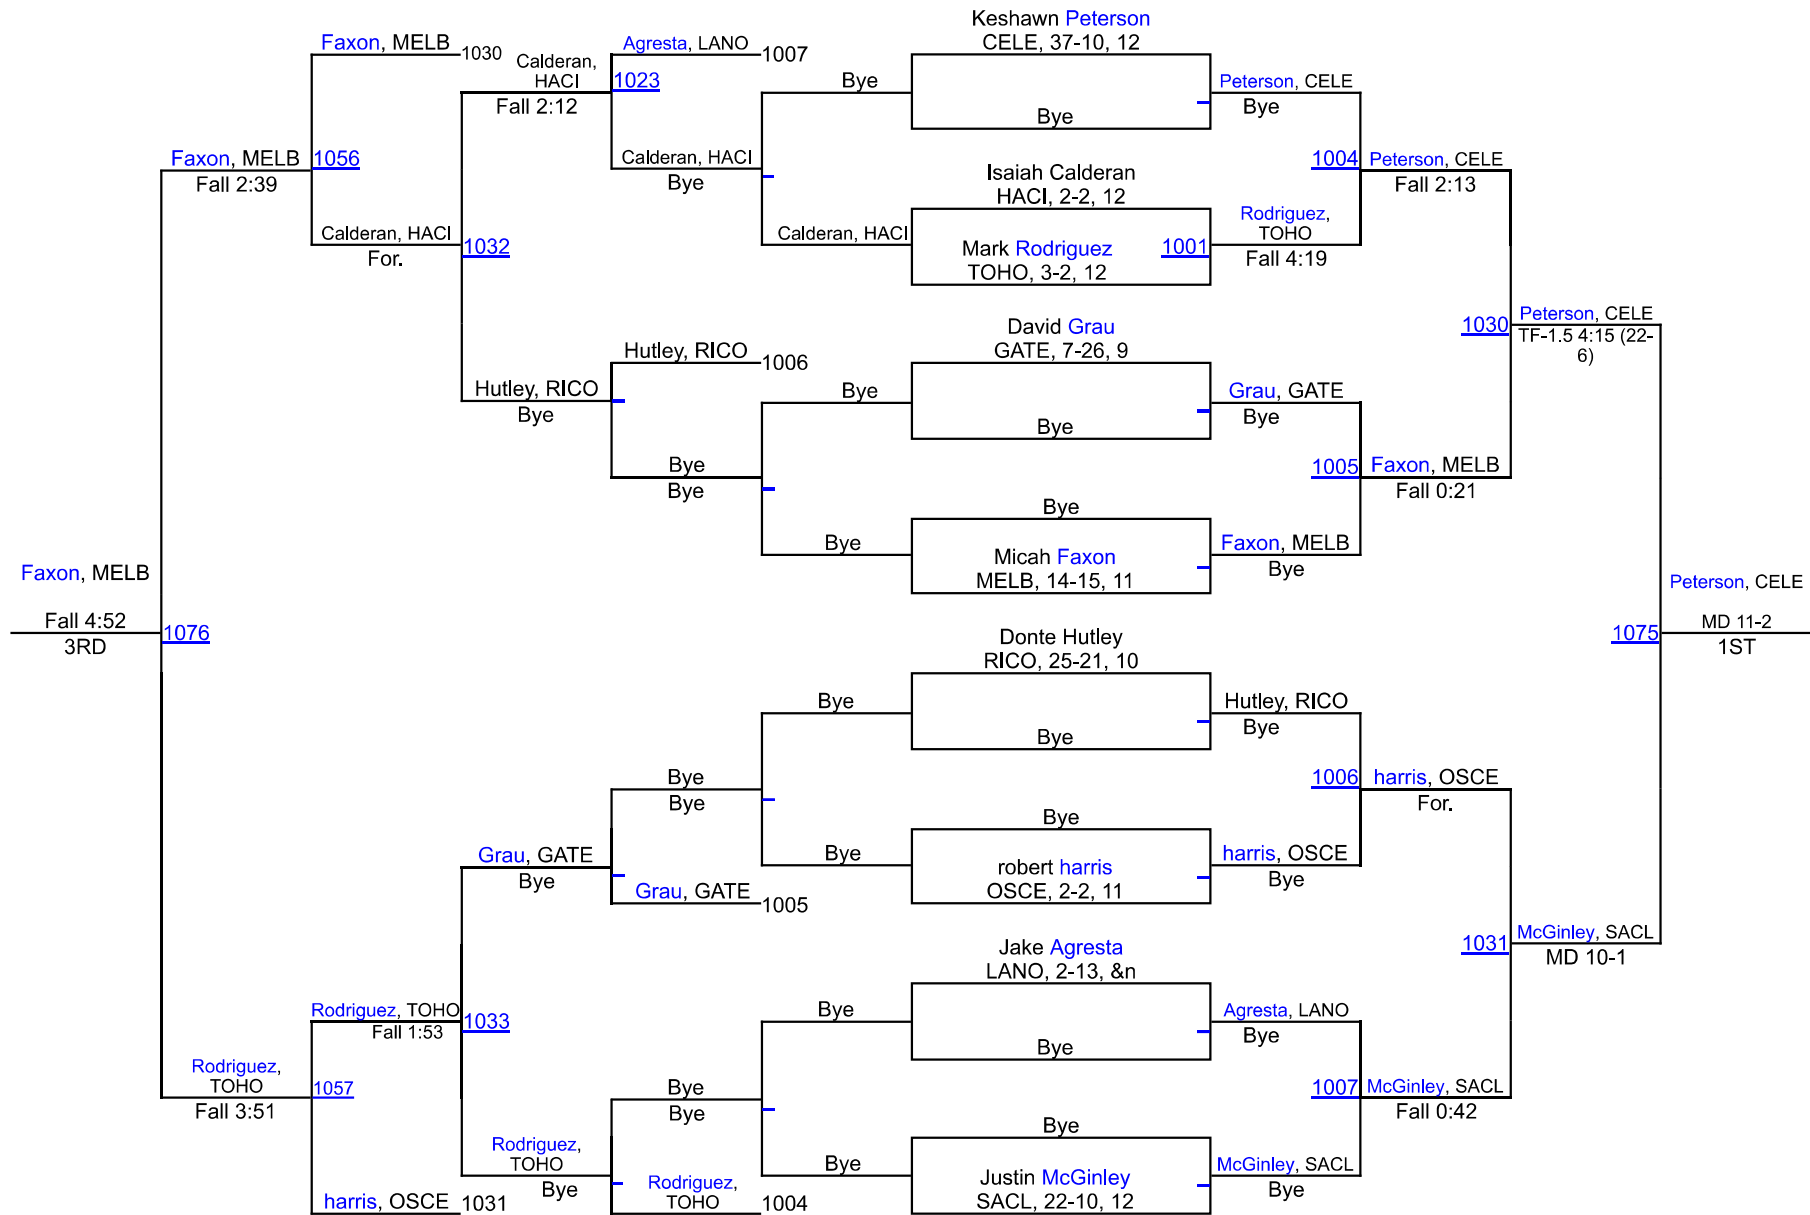 Keshawn Peterson
CELE, 37-10, 12
Faxon, MELB
1030
Calderan,
HACI
Fall 2:12
Agresta, LANO
1007
1023
Bye
Bye
Peterson, CELE
Bye
Faxon, MELB
Fall 2:39
1056
Calderan, HACI
Bye
Isaiah Calderan
HACI, 2-2, 12
1004
Peterson, CELE
Fall 2:13
Calderan, HACI
For.
1032
Calderan, HACI
Mark Rodriguez
TOHO, 3-2, 12
1001
Rodriguez,
TOHO
Fall 4:19
David Grau
GATE, 7-26, 9
1030
Peterson, CELE
TF-1.5 4:15 (22-
6)
Hutley, RICO
1006
Hutley, RICO
Bye
Bye
Bye
Grau, GATE
Bye
Bye
Bye
1005
Faxon, MELB
Fall 0:21
Bye
Bye
Micah Faxon
MELB, 14-15, 11
Faxon, MELB
Bye
Faxon, MELB
Fall 4:52
3RD
1076
Peterson, CELE
MD 11-2
1ST
1075
Donte Hutley
RICO, 25-21, 10
Bye
Bye
Hutley, RICO
Bye
Bye
Bye
1006
harris, OSCE
For.
Grau, GATE
Bye
Bye
Bye
robert harris
OSCE, 2-2, 11
harris, OSCE
Bye
Grau, GATE
1005
Jake Agresta
LANO, 2-13, &n
1031
McGinley, SACL
MD 10-1
Rodriguez, TOHO
Fall 1:53
1033
Bye
Bye
Agresta, LANO
Bye
Rodriguez,
TOHO
Fall 3:51
1057
Bye
Bye
1007
McGinley, SACL
Fall 0:42
Bye
Rodriguez,
TOHO
Bye
Bye
Justin McGinley
SACL, 22-10, 12
McGinley, SACL
Bye
harris, OSCE
1031
Rodriguez,
TOHO
1004